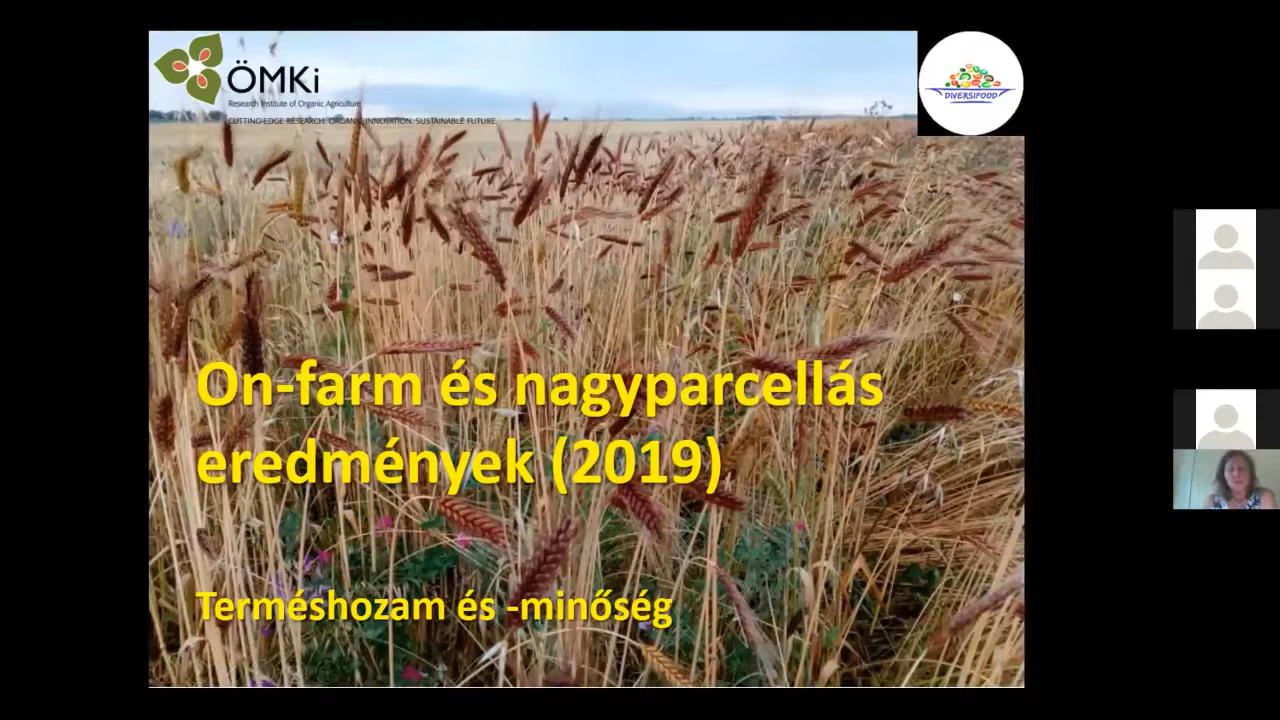 ÖMKi
Research Institute of Organic Agriculture
CUTTING-EDGE RESEARCH. ORGANIC INNOVATION. SUSTAINABLE FUTURE.
DIVERSIFOOD
On-farm és nagyparcellás
eredmények (2019)
Terméshozam és -minőség